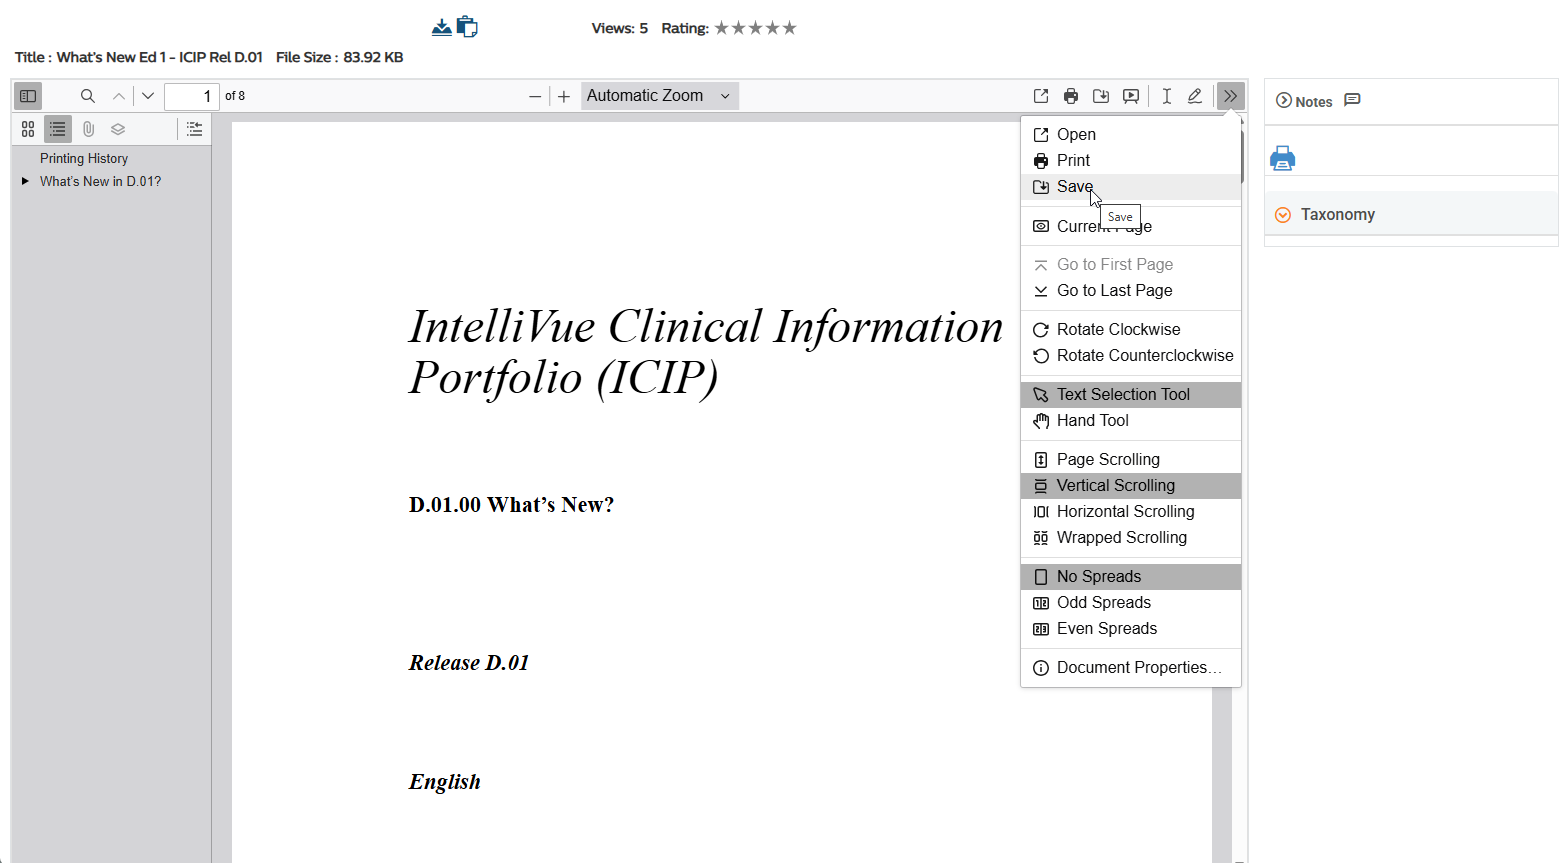 Views: 5 Rating:
Title : What's New Ed 1 - ICIP Rel D.01 File Size : 83.92 KB
1 of 8
Automatic Zoom
Notes
Taxonomy
Printing History
What's New in D.01?
IntelliVue Clinical Information
Portfolio (ICIP)
D.01.00 What’s New?
Release D.01
English
Open
Print
Save
Save
Go to First Page
Go to Last Page
Rotate Clockwise
Rotate Counterclockwise
Text Selection Tool
Hand Tool
Page Scrolling
Vertical Scrolling
Horizontal Scrolling
Wrapped Scrolling
No Spreads
Odd Spreads
Even Spreads
Document Properties…